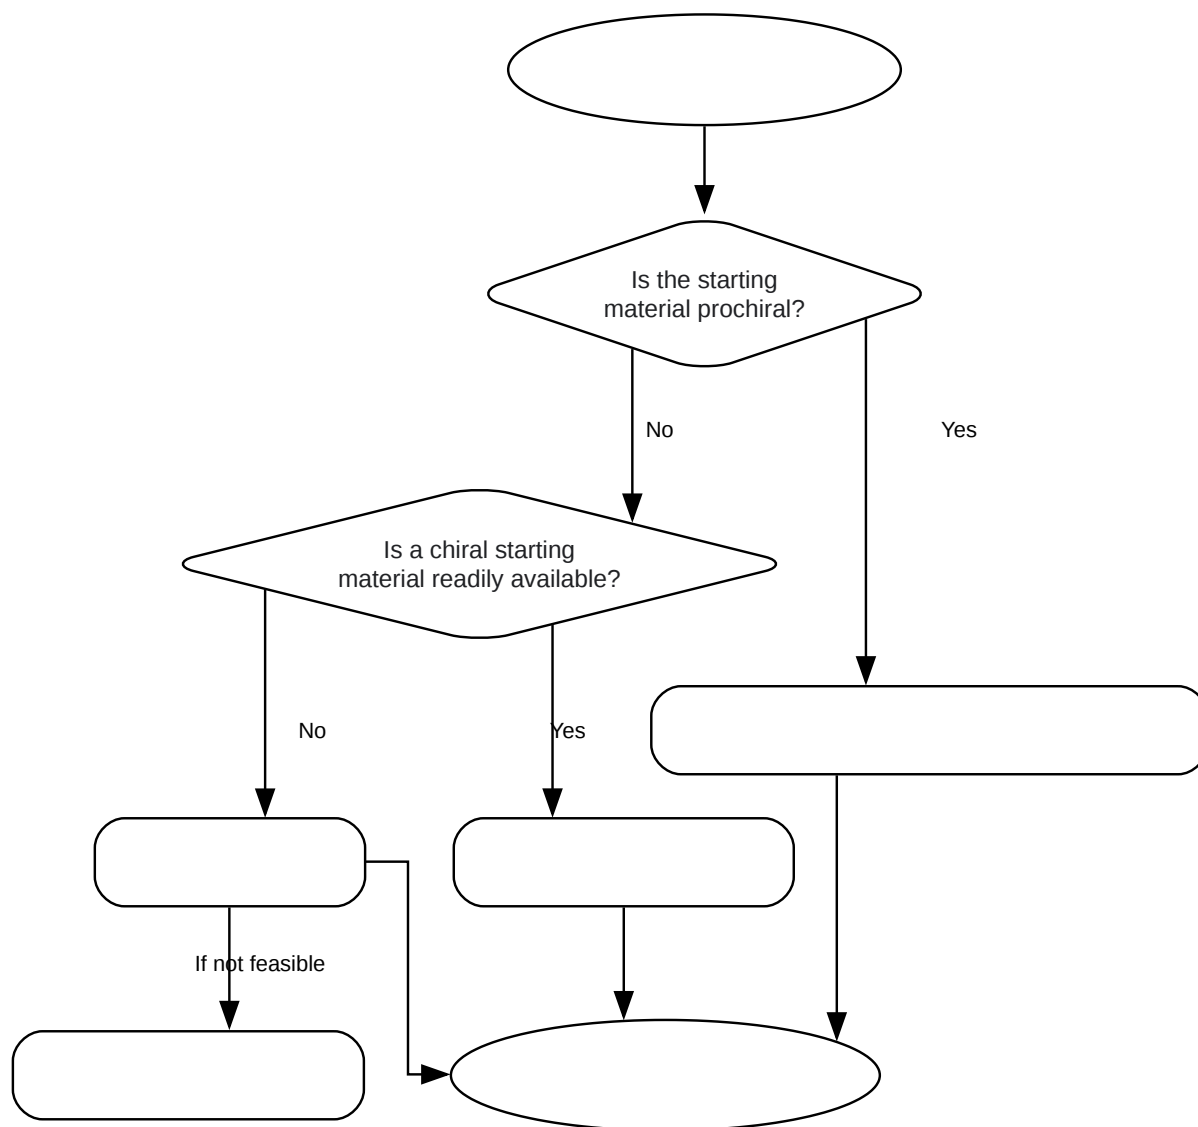 Is the starting
material prochiral?
No
Yes
Is a chiral starting
material readily available?
No
Yes
If not feasible